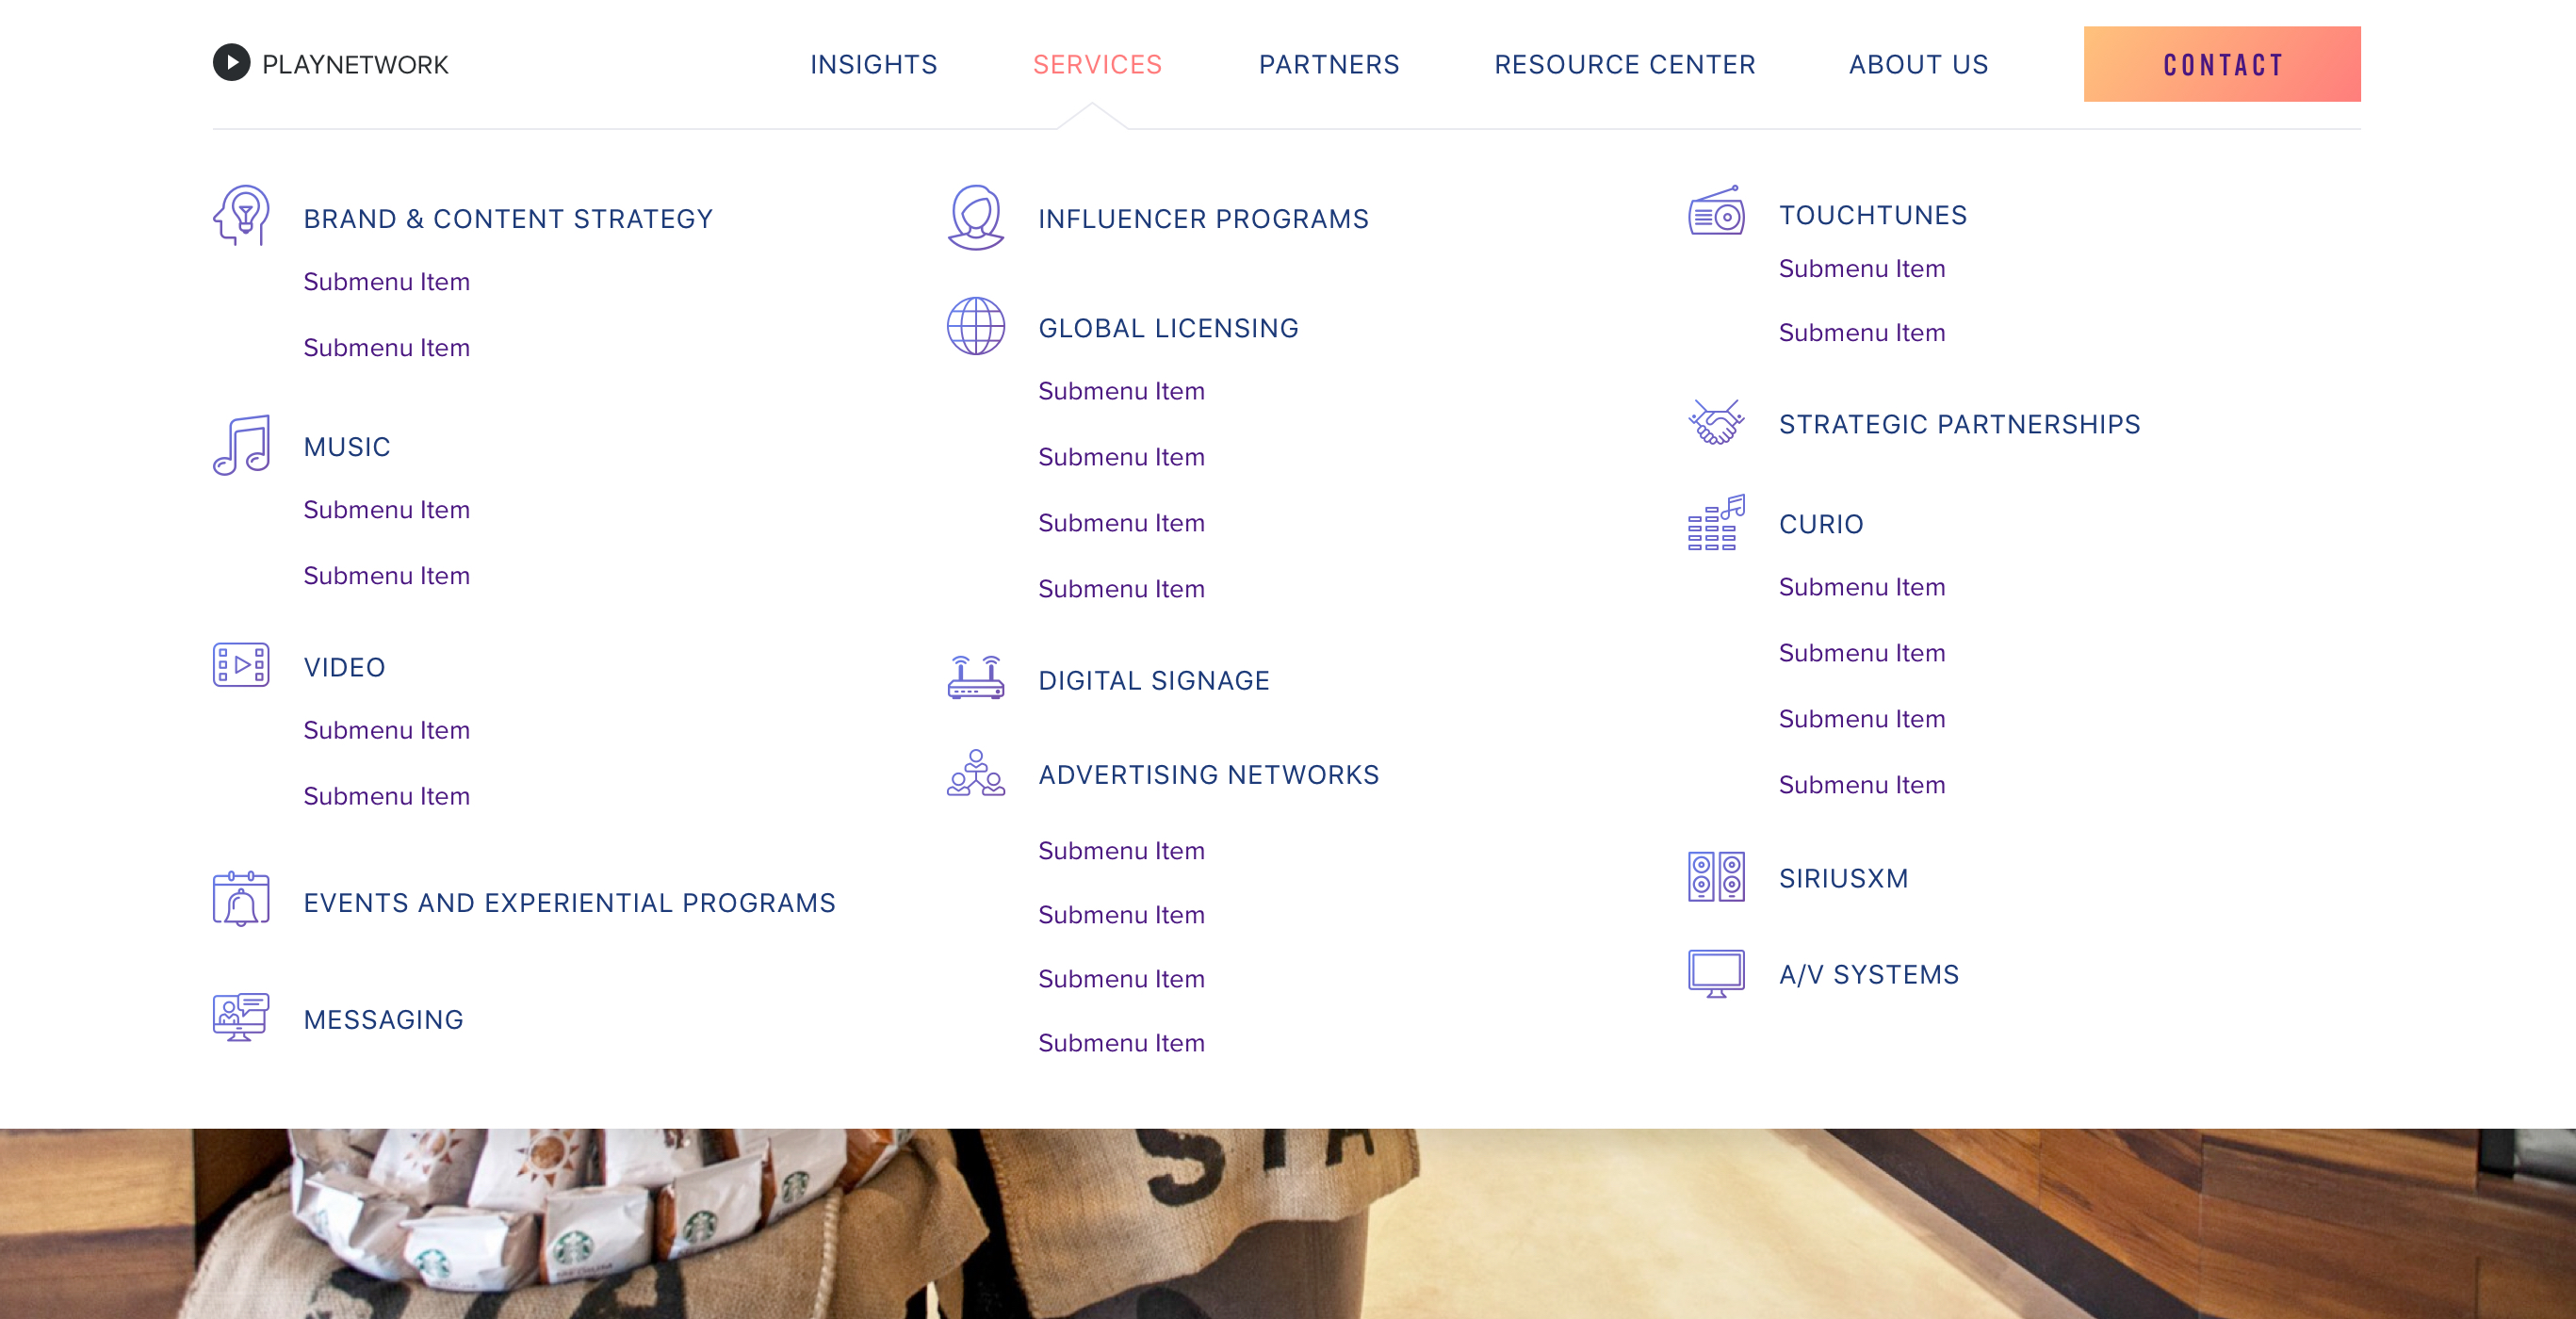 PLAYNETWORK
INSIGHTS
SERVICES
PARTNERS
RESOURCE CENTER
ABOUT US
CONTACT
BRAND & CONTENT STRATEGY
Submenu Item
Submenu Item
MUSIC
Submenu Item
Submenu Item
VIDEO
Submenu Item
Submenu Item
EVENTS AND EXPERIENTIAL PROGRAMS
MESSAGING
INFLUENCER PROGRAMS
GLOBAL LICENSING
Submenu Item
Submenu Item
Submenu Item
Submenu Item
DIGITAL SIGNAGE
ADVERTISING NETWORKS
Submenu Item
Submenu Item
Submenu Item
Submenu Item
TOUCHTUNES
Submenu Item
Submenu Item
STRATEGIC PARTNERSHIPS
CURIO
Submenu Item
Submenu Item
Submenu Item
Submenu Item
SIRIUSXM
A/V SYSTEMS